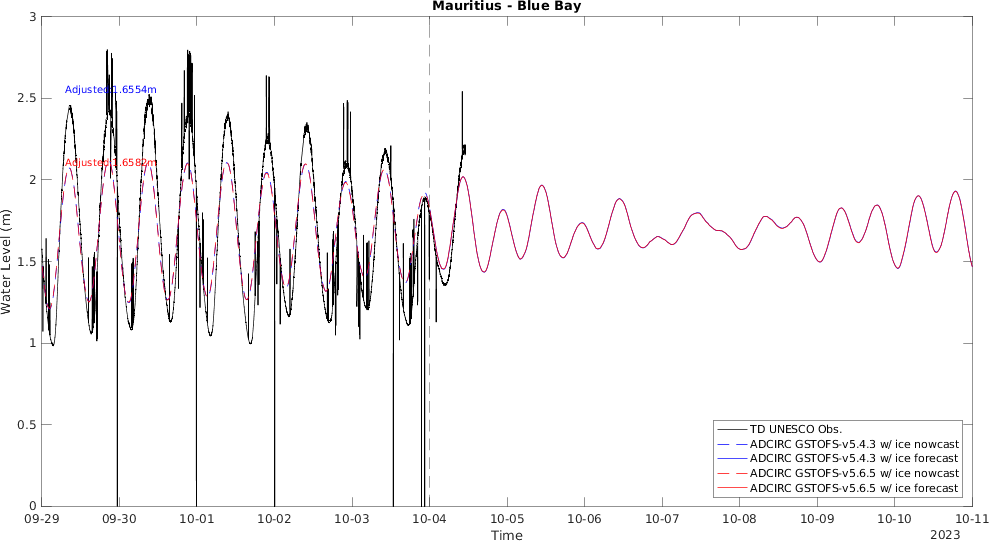 Mauritius - Blue Bay
Water Level (m)
3
2.5
2
1.5
1
0.5
0
Adjusted:1.6554m
Adjusted:1.6582m
TD UNESCO Obs.
ADCIRC GSTOFS-v5.4.3 w/ ice nowcast
ADCIRC GSTOFS-v5.4.3 w/ ice forecast
ADCIRC GSTOFS-v5.6.5 w/ ice nowcast
ADCIRC GSTOFS-v5.6.5 w/ ice forecast
09-29 09-30 10-01 10-02 10-03 10-04 10-05 10-06 10-07 10-08 10-09 10-10 10-11
Time
2023